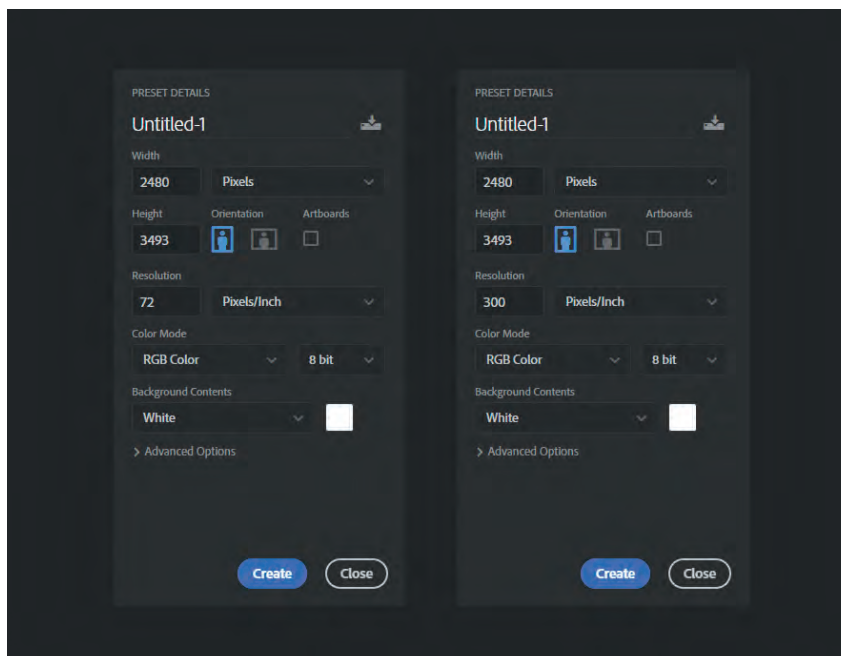 PRESET DETAILS
Untitled-1
Width
2480 Pixels
Height Orientation Artboards
3493
Resolution
72 Pixels/Inch
Color Mode
RGB Color 8 bit
Background Contents
White
Advanced Options
Create Close
PRESET DETAILS
Untitled-1
Width
2480 Pixels
Height Orientation Artboards
3493
Resolution
300 Pixels/Inch
Color Mode
RGB Color 8 bit
Background Contents
White
Advanced Options
Create Close